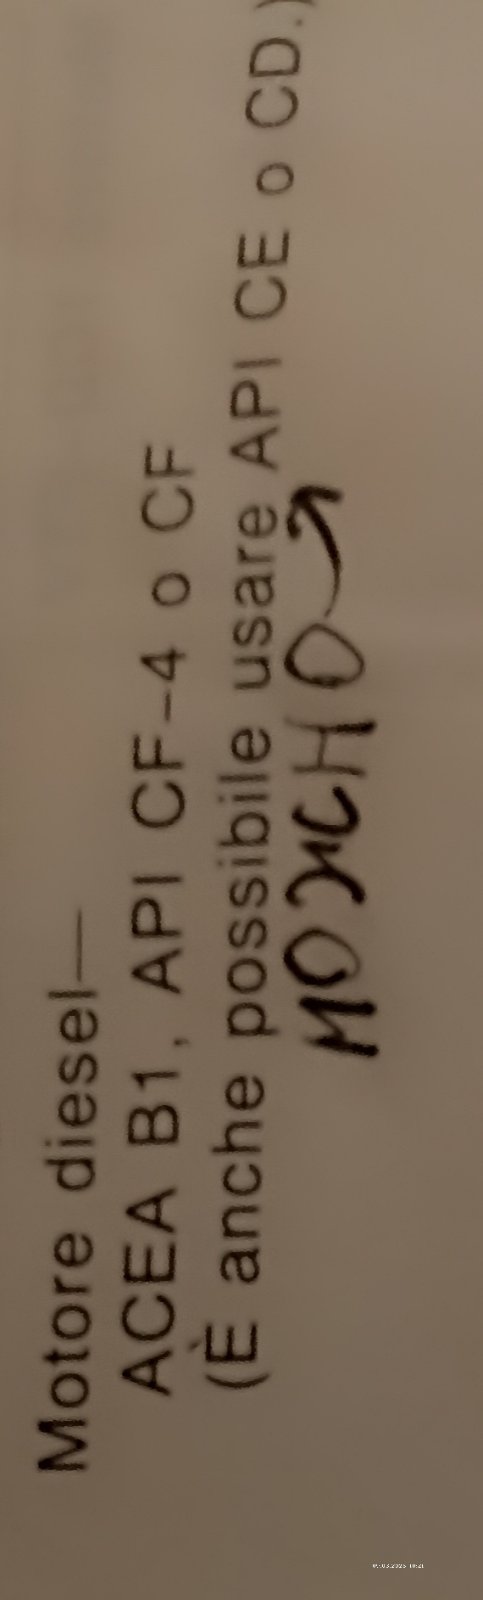 Motore diesel—
ACEA B1, API CF–4 o CF
(È anche possibile usare API CE o CD.)
можно